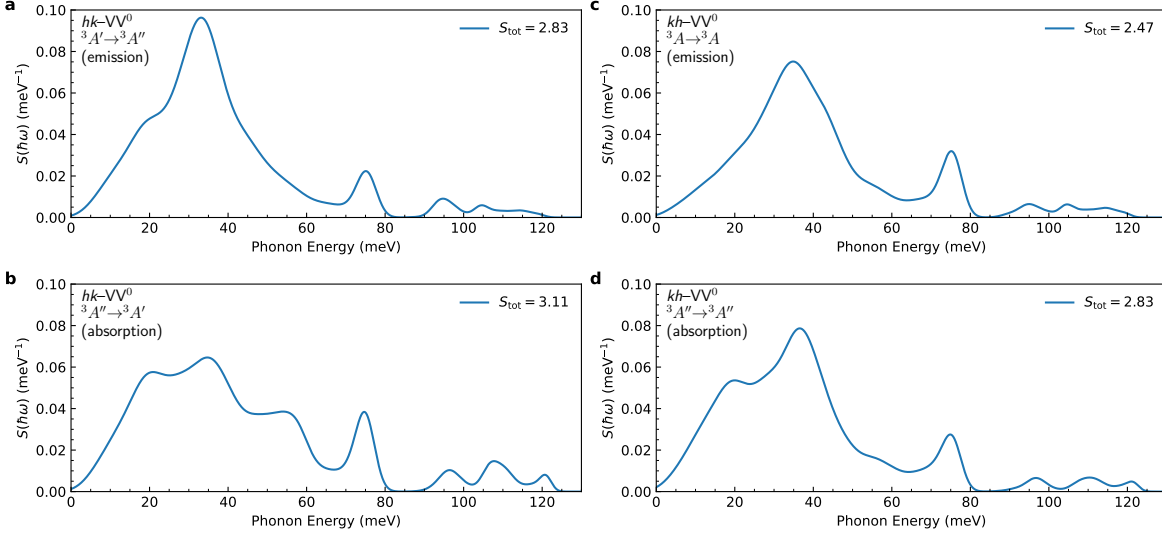 a
hk–VV⁰
³A′→³A″
(emission)
S_tot = 2.83
S(ℏω) (meV⁻¹)
0.10
0.08
0.06
0.04
0.02
0.00
0 20 40 60 80 100 120
Phonon Energy (meV)
c
kh–VV⁰
³A→³A
(emission)
S_tot = 2.47
S(ℏω) (meV⁻¹)
0.10
0.08
0.06
0.04
0.02
0.00
0 20 40 60 80 100 120
Phonon Energy (meV)
b
hk–VV⁰
³A″→³A′
(absorption)
S_tot = 3.11
S(ℏω) (meV⁻¹)
0.10
0.08
0.06
0.04
0.02
0.00
0 20 40 60 80 100 120
Phonon Energy (meV)
d
kh–VV⁰
³A″→³A″
(absorption)
S_tot = 2.83
S(ℏω) (meV⁻¹)
0.10
0.08
0.06
0.04
0.02
0.00
0 20 40 60 80 100 120
Phonon Energy (meV)